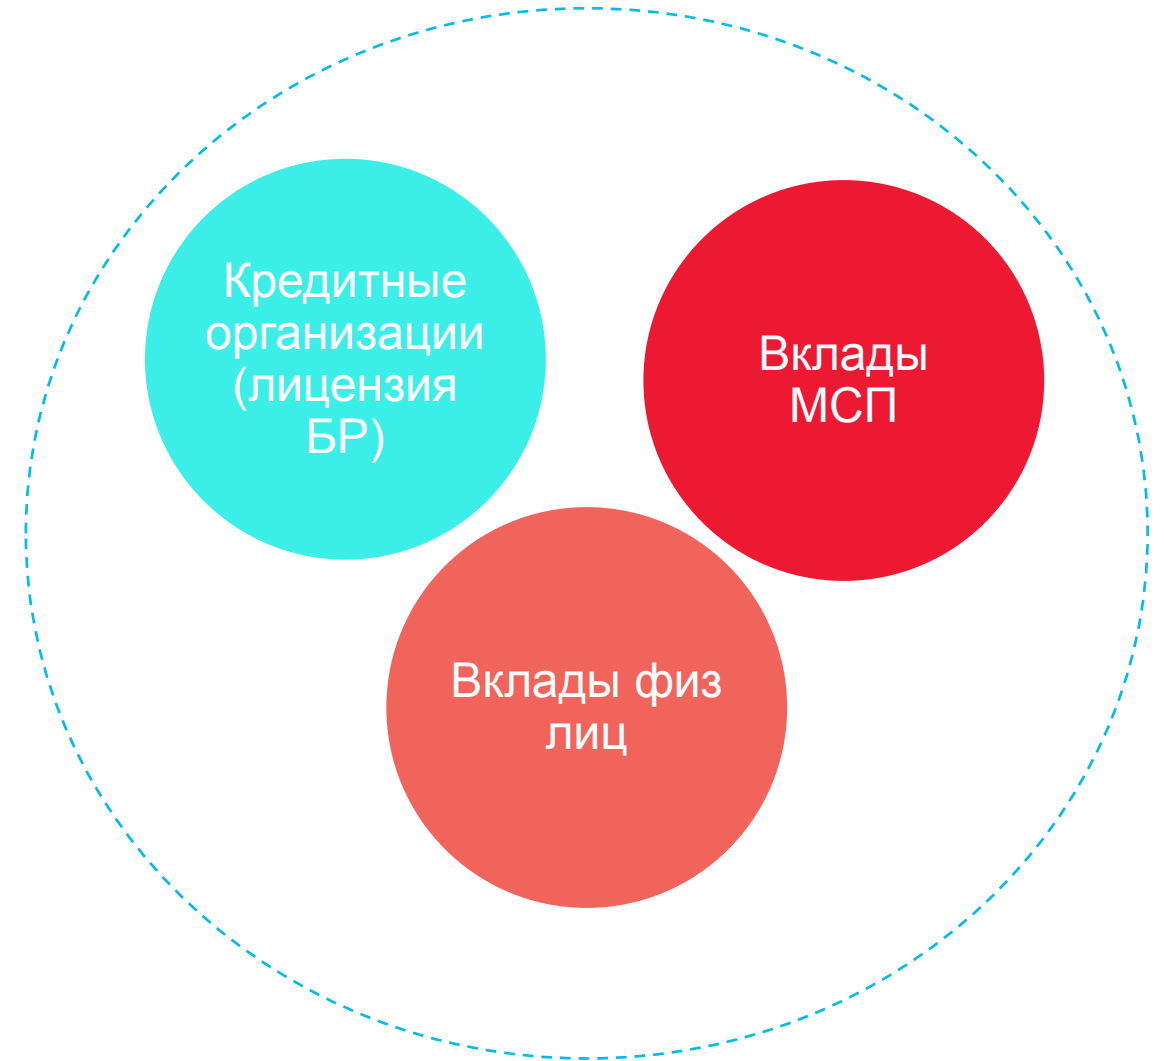 Кредитные
организации
(лицензия
БР)
Вклады
МСП
Вклады физ
лиц